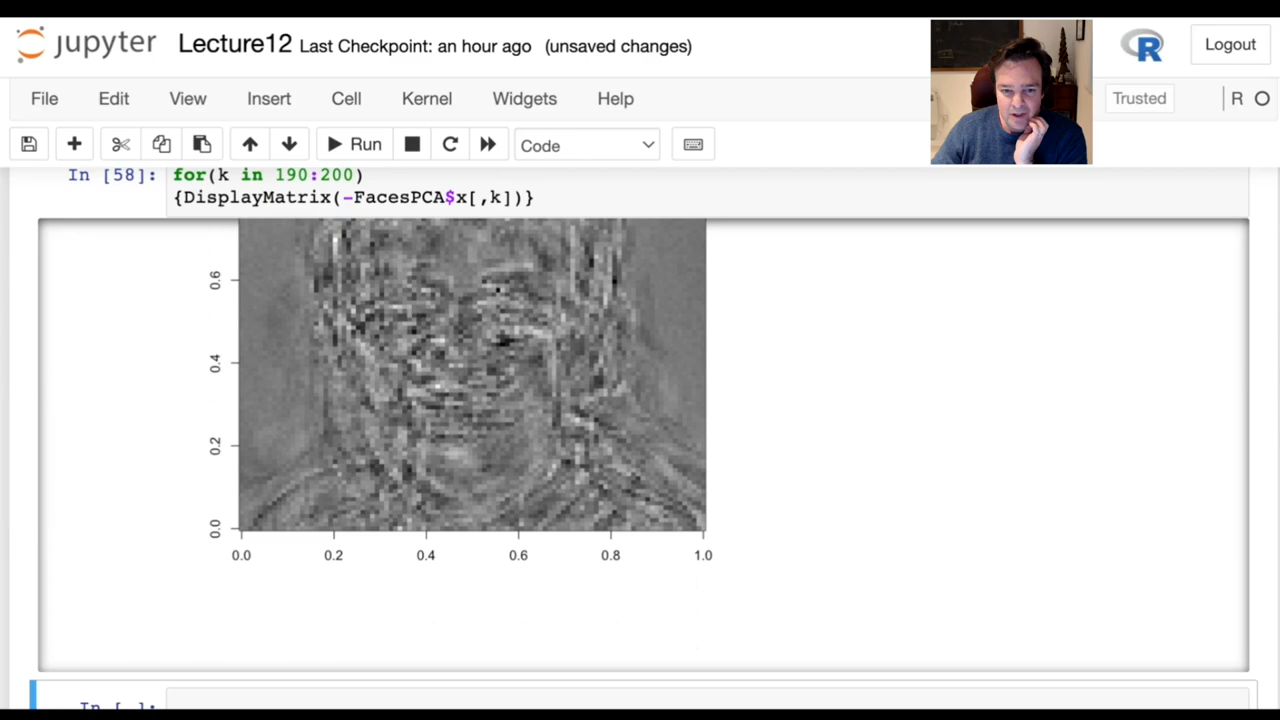 jupyter Lecture12 Last Checkpoint: an hour ago (unsaved changes) R Logout
File Edit View Insert Cell Kernel Widgets Help Trusted R
Run Code
In [58]: for(k in 190:200)
{DisplayMatrix(-FacesPCA$x[,k])}
0.6
0.4
0.2
0.0
0.0 0.2 0.4 0.6 0.8 1.0
In [ ]: